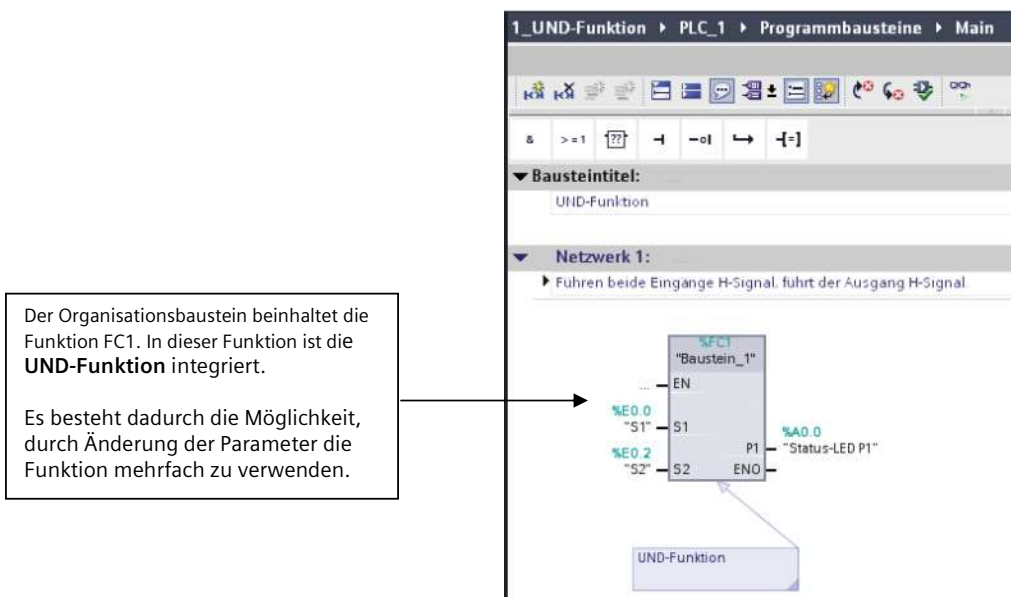 1_UND-Funktion ▸ PLC_1 ▸ Programmbausteine ▸ Main
& >=1 ??
Bausteintitel:
UND-Funktion
Netzwerk 1:
Führen beide Eingänge H-Signal, führt der Ausgang H-Signal
Der Organisationsbaustein beinhaltet die
Funktion FC1. In dieser Funktion ist die
UND-Funktion integriert.
Es besteht dadurch die Möglichkeit,
durch Änderung der Parameter die
Funktion mehrfach zu verwenden.
%FC1
"Baustein_1"
... EN
%E0.0
"S1" S1
%A0.0
P1 "Status-LED P1"
%E0.2
"S2" S2 ENO
UND-Funktion